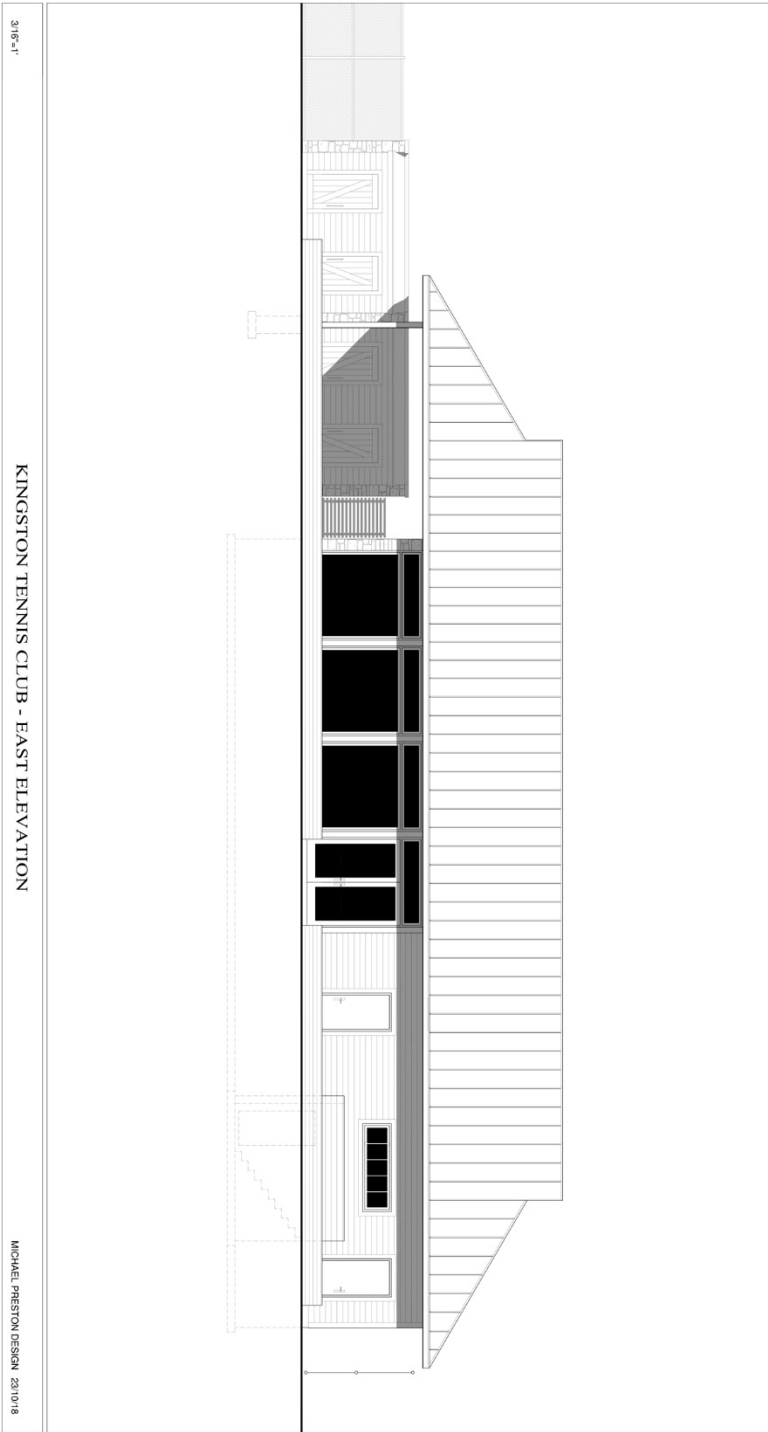 3/16"=1'
KINGSTON TENNIS CLUB - EAST ELEVATION
MICHAEL PRESTON DESIGN 23/10/18